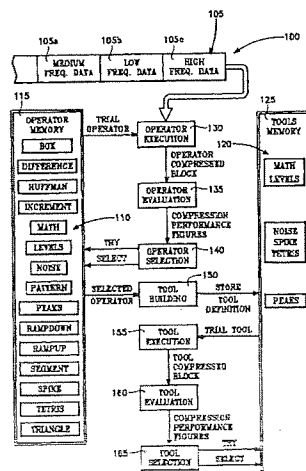 105
100
105a
105b
105c
MEDIUM FREQ. DATA
LOW FREQ. DATA
HIGH FREQ. DATA
115
OPERATOR MEMORY
BOX
DIFFERENCE
HUFFMAN
INCREMENT
MATH
110
LEVELS
NOISE
PATTERN
PEAKS
RAMPDOWN
RAMPUP
SEGMENT
SPIKE
TETRIS
TRIANGLE
TRIAL OPERATOR
OPERATOR EXECUTION
130
OPERATOR COMPRESSED BLOCK
OPERATOR EVALUATION
135
COMPRESSION PERFORMANCE FIGURES
TRY
SELECT
OPERATOR SELECTION
140
150
SELECTED OPERATOR
TOOL BUILDING
STORE
TOOL DEFINITION
155
TOOL EXECUTION
TRIAL TOOL
TOOL COMPRESSED BLOCK
160
TOOL EVALUATION
COMPRESSION PERFORMANCE FIGURES
165
TOOL SELECTION
TRY
SELECT
125
TOOLS MEMORY
120
MATH LEVELS
NOISE SPIKE TETRIS
PEAKS